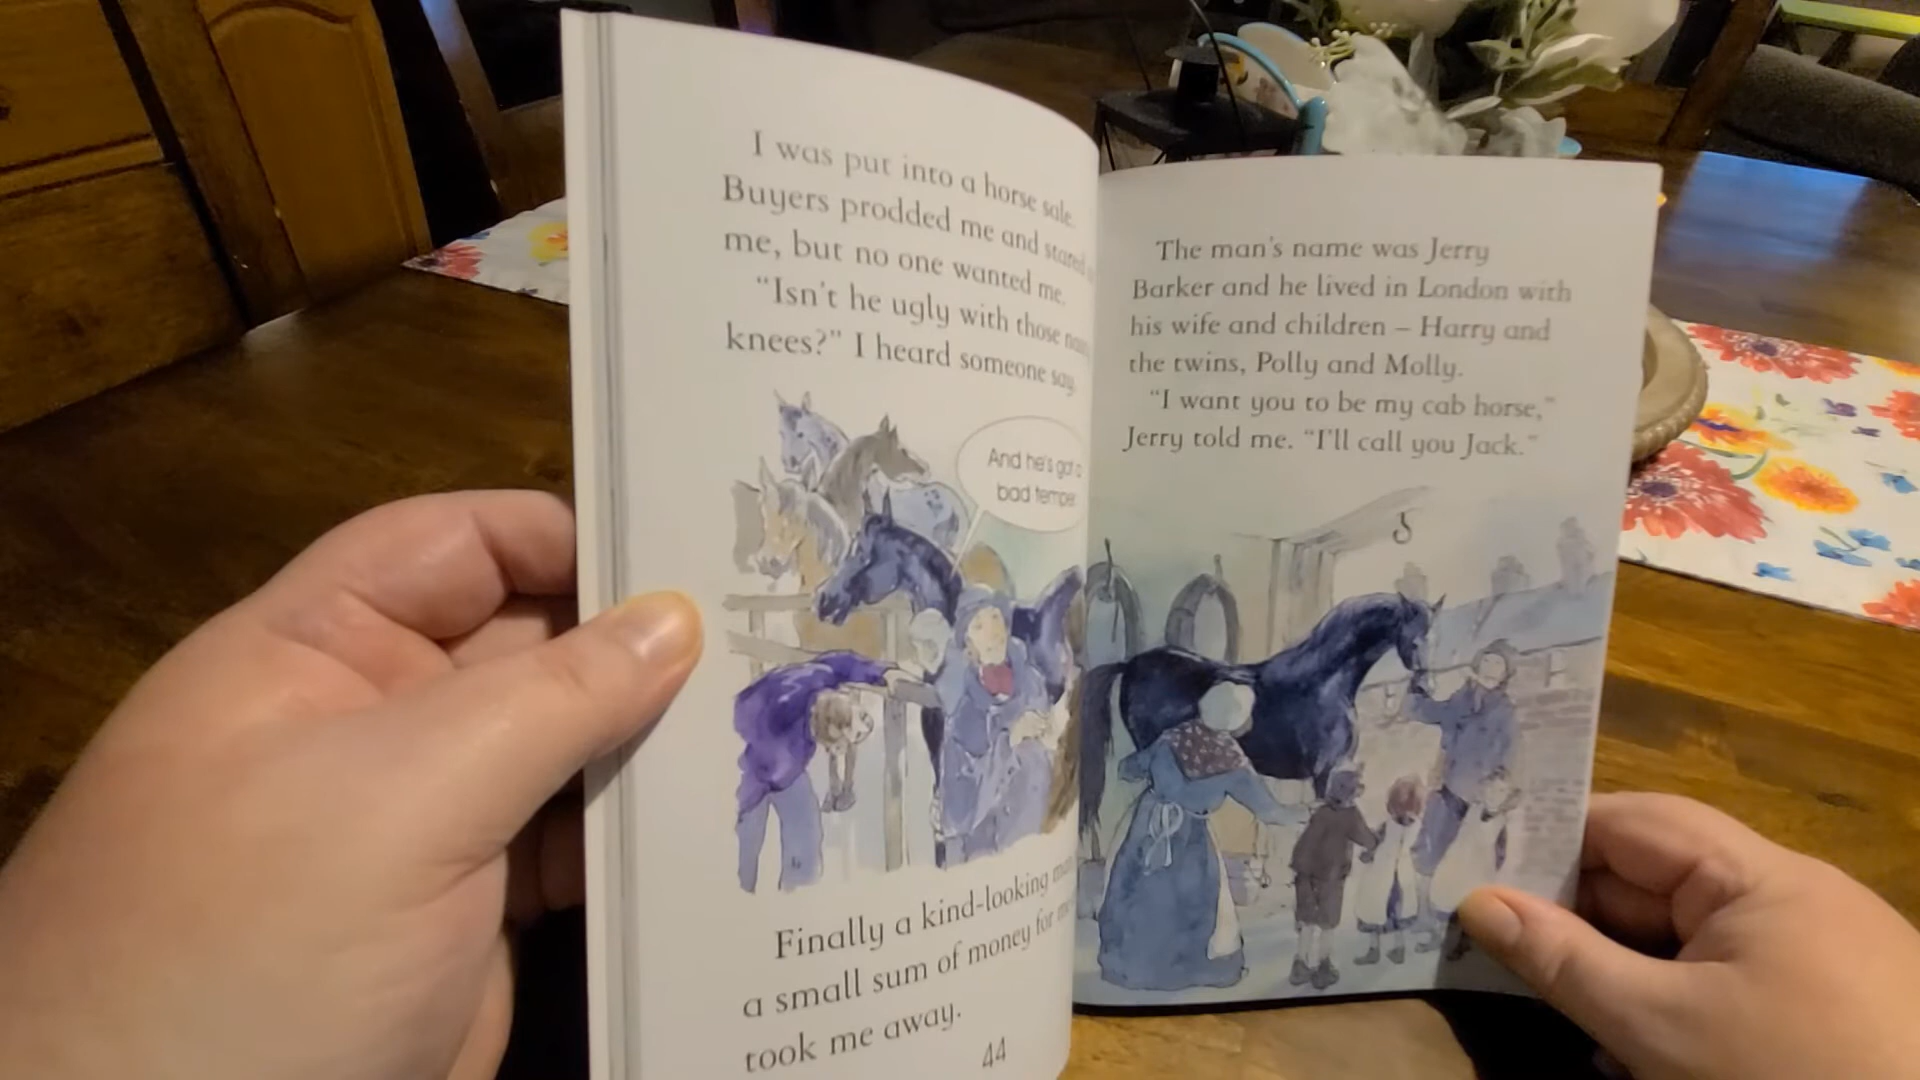 I was put into a horse sale.
Buyers prodded me and stared
me, but no one wanted me.
"Isn't he ugly with those
knees?" I heard someone say.
And he's got a
bad temper
Finally a kind-looking
a small sum of money for
took me away.
44
The man's name was Jerry
Barker and he lived in London with
his wife and children – Harry and
the twins, Polly and Molly.
"I want you to be my cab horse,"
Jerry told me. "I'll call you Jack."